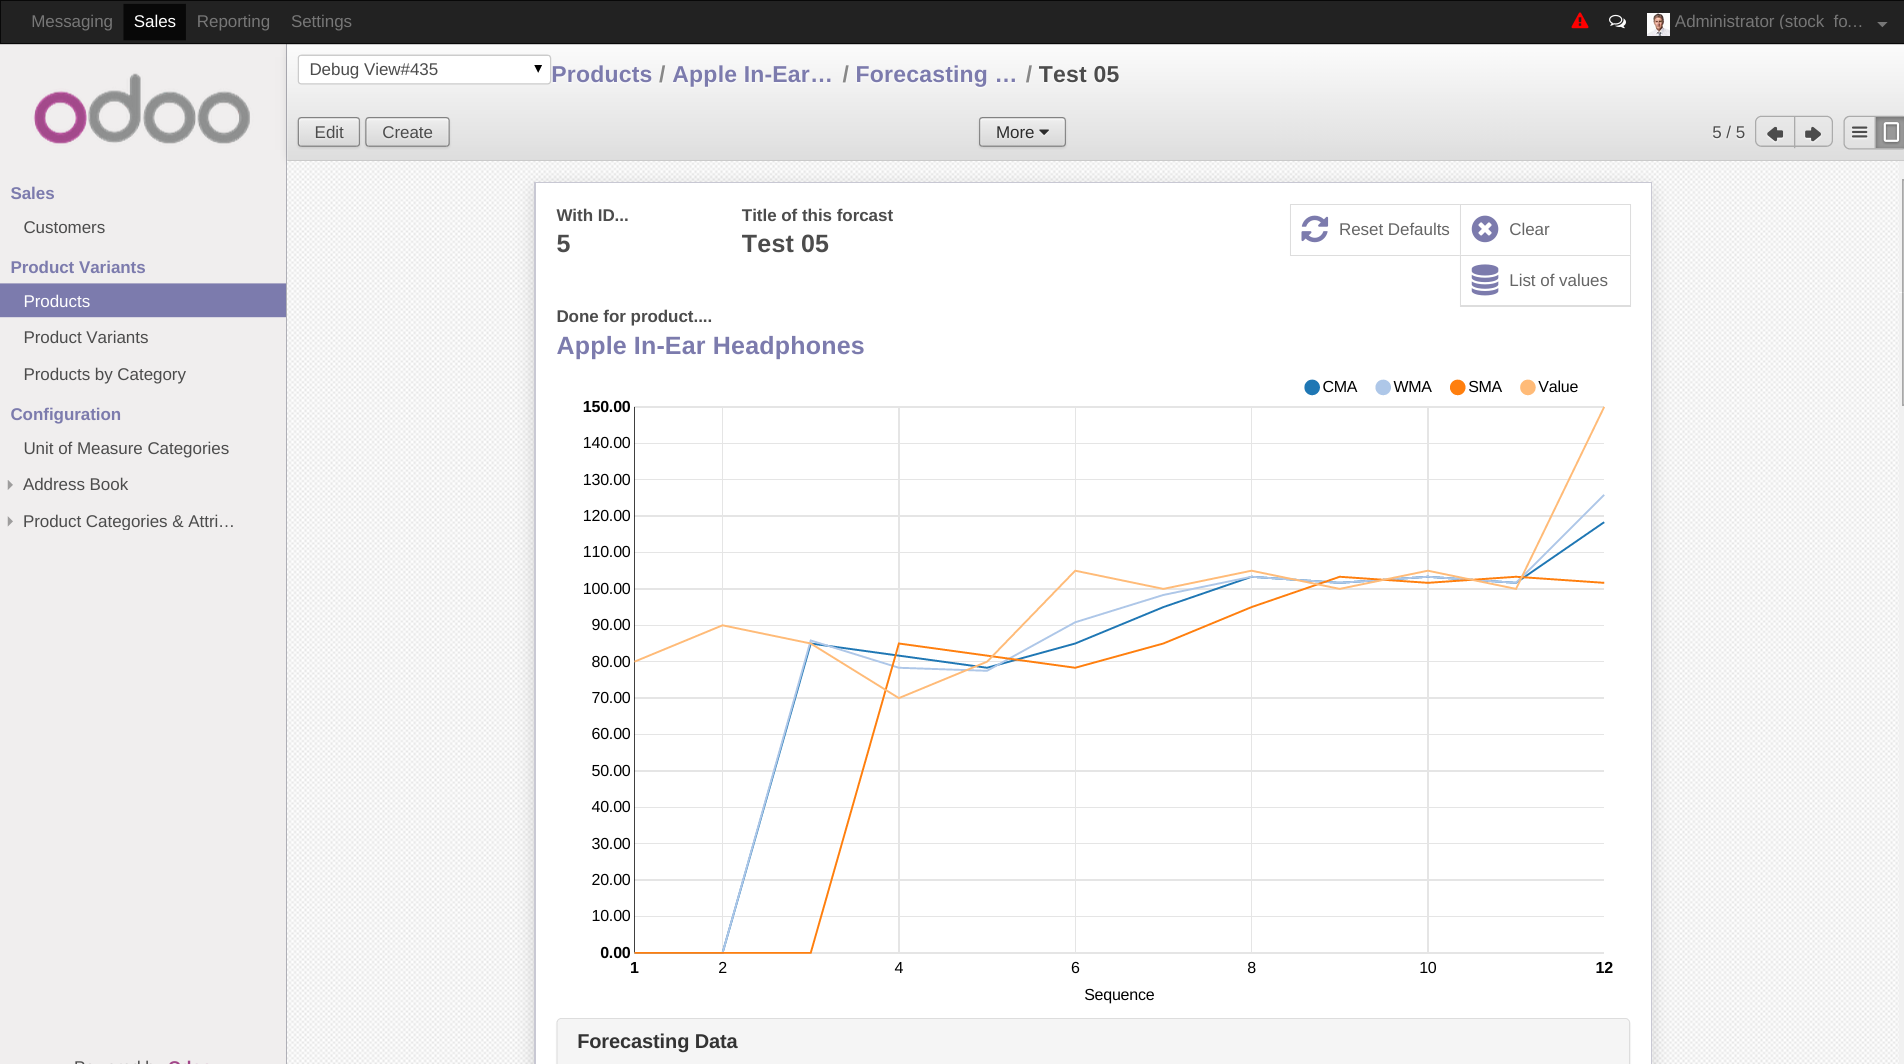 Messaging Sales Reporting Settings Administrator (stock_fo...
odoo
Debug View#435 Products / Apple In-Ear... / Forecasting ... / Test 05
Edit Create More 5 / 5
Sales
Customers
Product Variants
Products
Product Variants
Products by Category
Configuration
Unit of Measure Categories
Address Book
Product Categories & Attri...
With ID...
5
Title of this forcast
Test 05
Reset Defaults
Clear
List of values
Done for product....
Apple In-Ear Headphones
CMA WMA SMA Value
150.00
140.00
130.00
120.00
110.00
100.00
90.00
80.00
70.00
60.00
50.00
40.00
30.00
20.00
10.00
0.00
1 2 4 6 8 10 12
Sequence
Forecasting Data